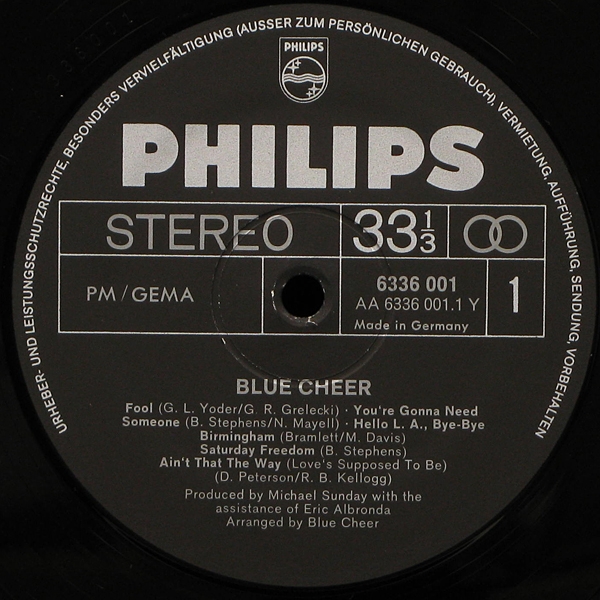 URHEBER- UND LEISTUNGSSCHUTZRECHTE, BESONDERS VERVIELFÄLTIGUNG (AUSSER ZUM PERSÖNLICHEN GEBRAUCH), VERMIETUNG, AUFFÜHRUNG, SENDUNG, VORBEHALTEN
PHILIPS
PHILIPS
STEREO 33 1/3
PM/GEMA
6336 001
AA 6336 001.1 Y
Made in Germany
1
BLUE CHEER
Fool (G. L. Yoder/G. R. Grelecki) · You're Gonna Need
Someone (B. Stephens/N. Mayell) · Hello L. A., Bye-Bye
Birmingham (Bramlett/M. Davis)
Saturday Freedom (B. Stephens)
Ain't That The Way (Love's Supposed To Be)
(D. Peterson/R. B. Kellogg)
Produced by Michael Sunday with the
assistance of Eric Albronda
Arranged by Blue Cheer